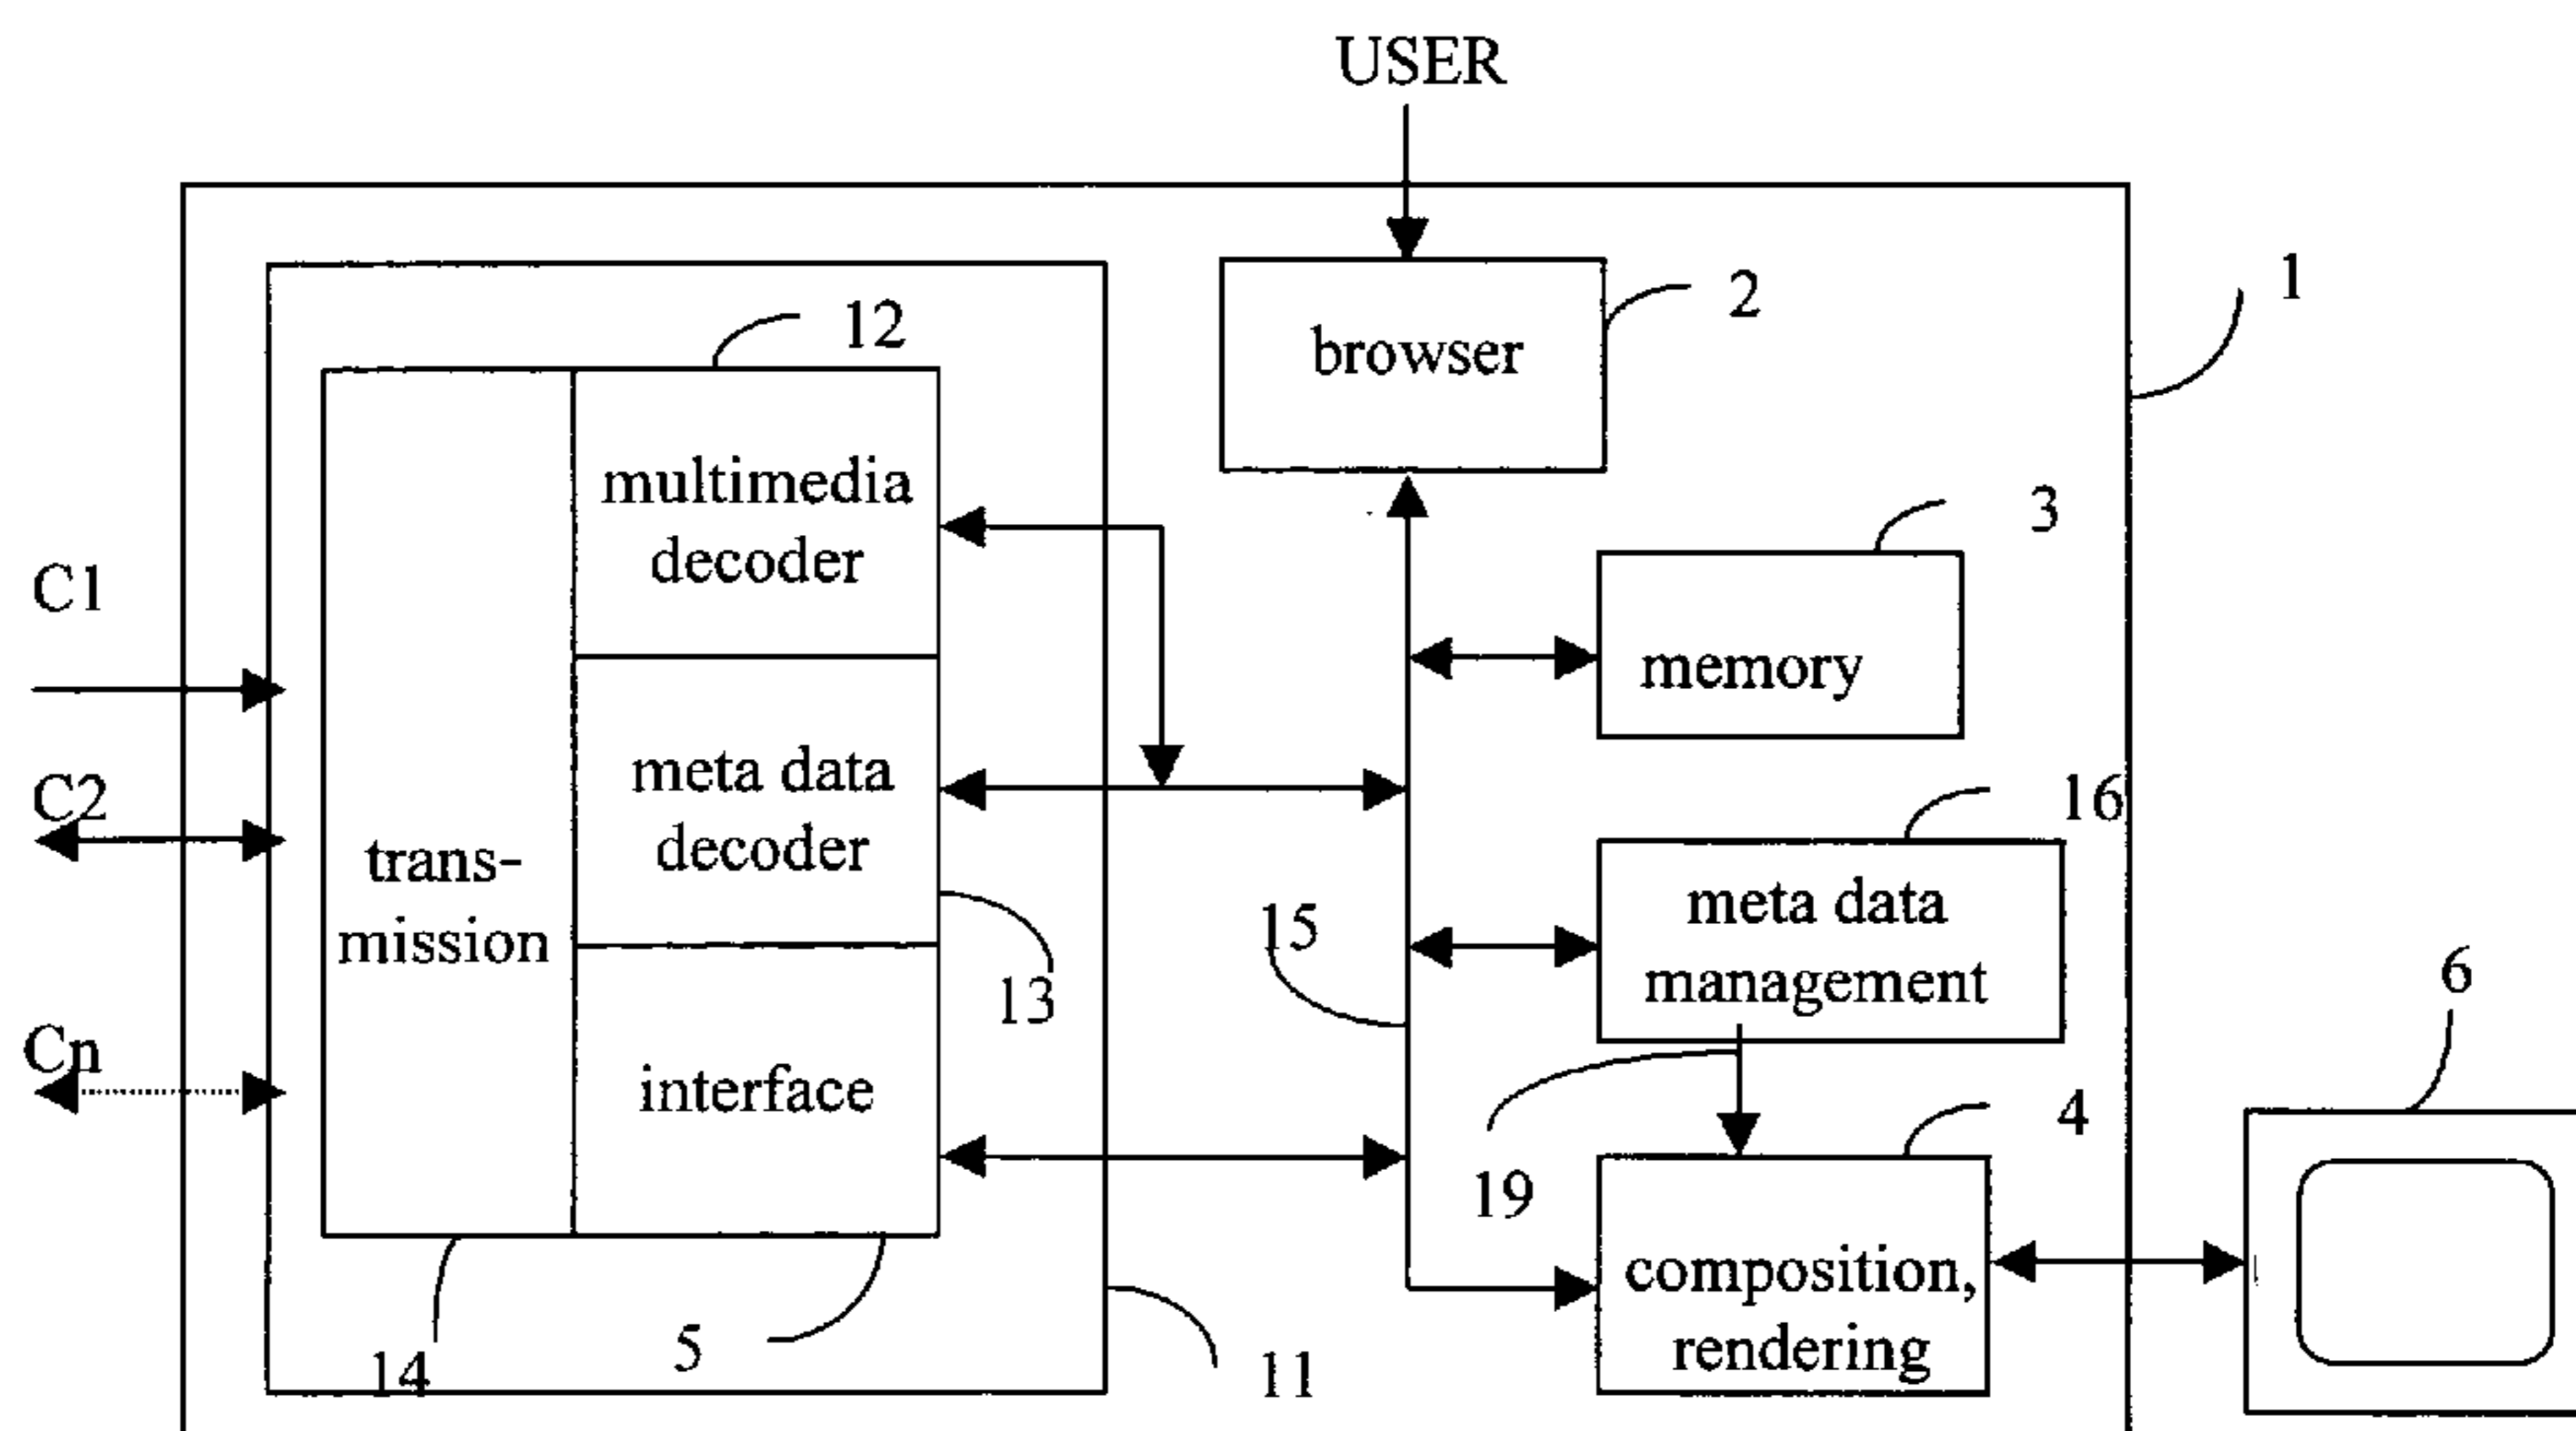 USER
1
2
browser
12
multimedia
decoder
3
memory
C1
C2
meta data
decoder
trans-
mission
16
meta data
management
15
13
6
Cn
interface
4
19
composition,
rendering
14
5
11